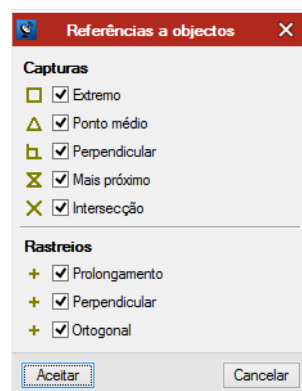 Referências a objectos
Capturas
Extremo
Ponto médio
Perpendicular
Mais próximo
Intersecção
Rastreios
Prolongamento
Perpendicular
Ortogonal
Aceitar Cancelar